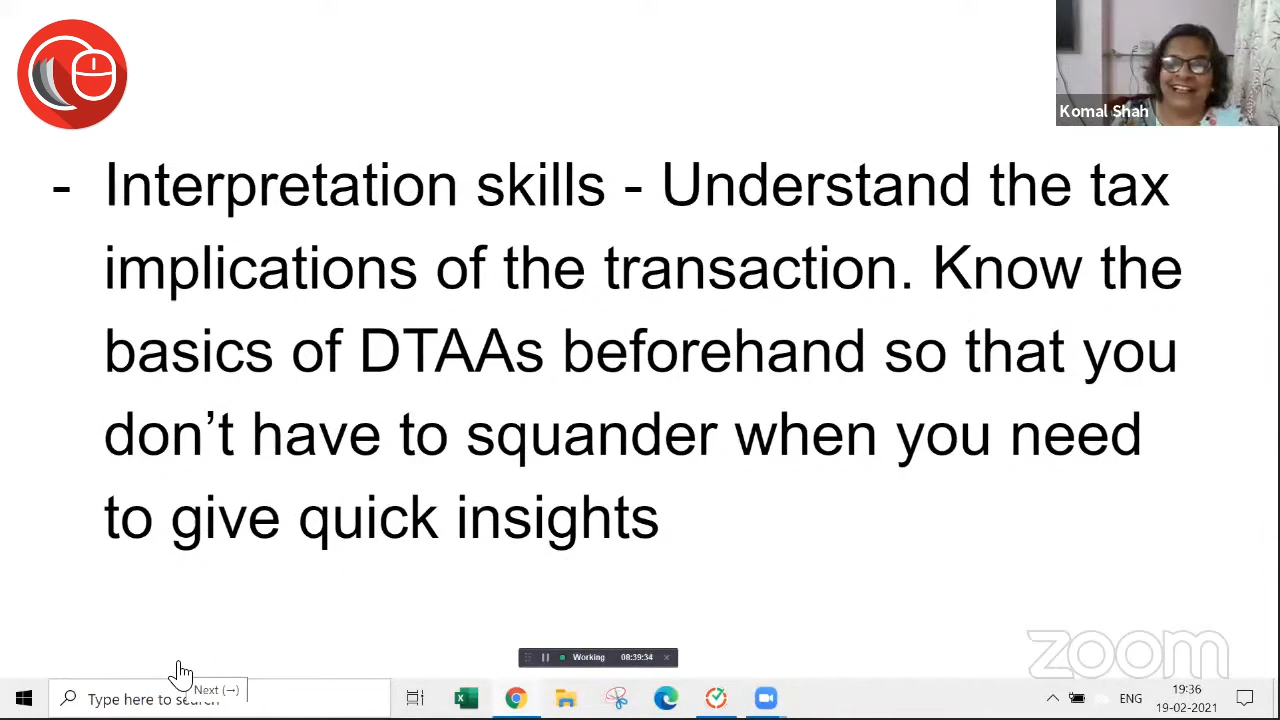 Komal Shah
- Interpretation skills - Understand the tax
implications of the transaction. Know the
basics of DTAAs beforehand so that you
don’t have to squander when you need
to give quick insights
zoom
Working 08:39:34
Next (→)
Type here to search
ENG
19:36
19-02-2021